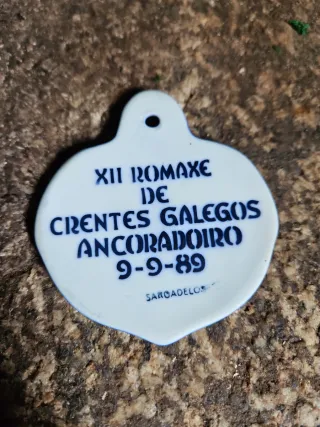 XII ROMAXE
DE
CRENTES GALEGOS
ANCORADOIRO
9-9-89
SARGADELOS